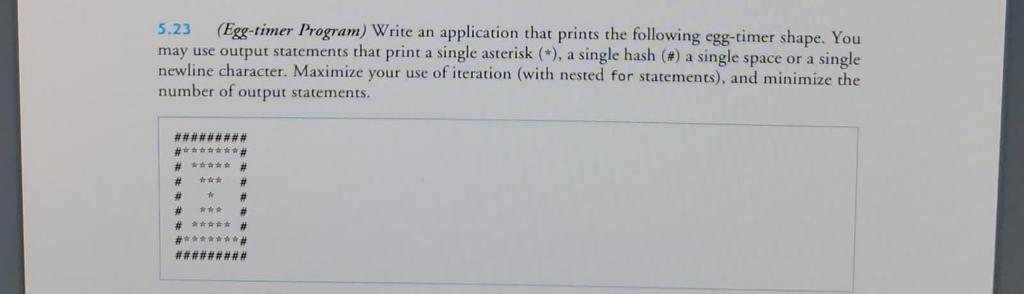 5.23 (Egg-timer Program) Write an application that prints the following egg-timer shape. You
may use output statements that print a single asterisk (*), a single hash (#) a single space or a single
newline character. Maximize your use of iteration (with nested for statements), and minimize the
number of output statements.
#########
#*******#
# ***** #
#  ***  #
#   *   #
#  ***  #
# ***** #
#*******#
#########